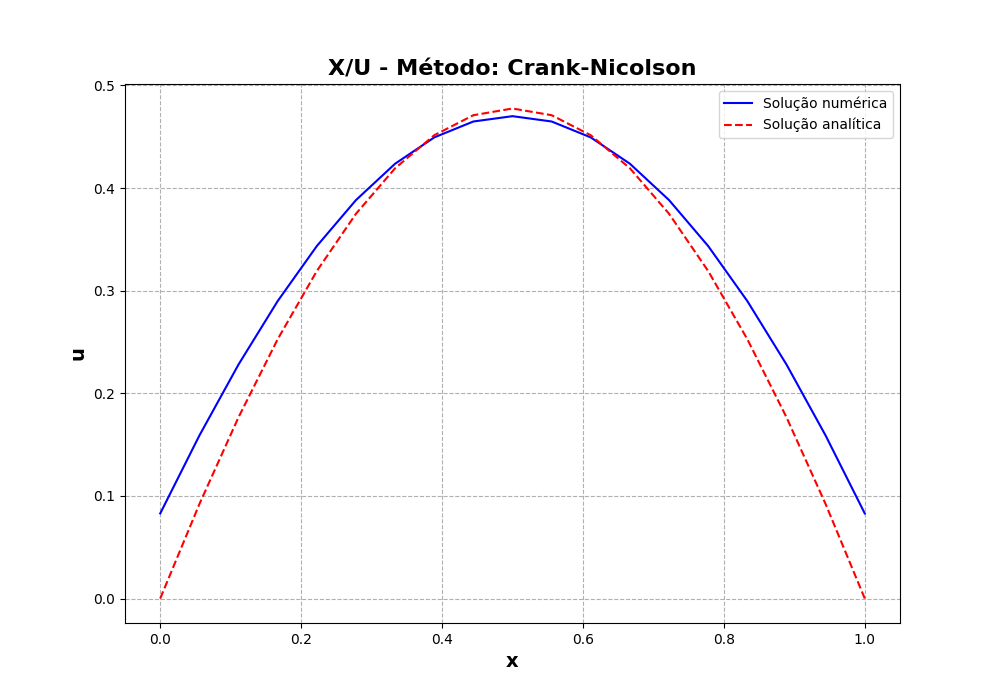 X/U - Método: Crank-Nicolson
Solução numérica
Solução analítica
0.5
0.4
0.3
0.2
0.1
0.0
u
0.0 0.2 0.4 0.6 0.8 1.0
x